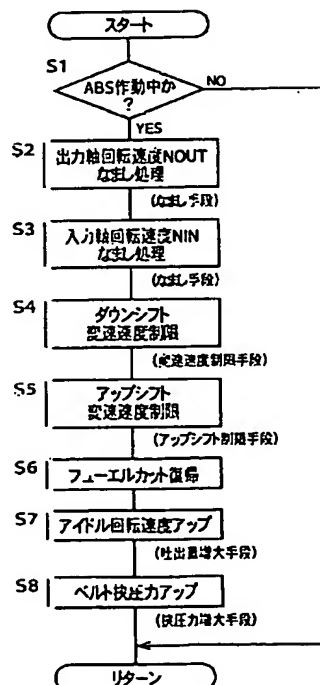 スタート
S1
ABS作動中か
?
NO
YES
S2
出力軸回転速度NOUT
なまし処理
(なまし手段)
S3
入力軸回転速度NIN
なまし処理
(なまし手段)
S4
ダウンシフト
変速速度制限
(変速速度制限手段)
S5
アップシフト
変速速度制限
(アップシフト制限手段)
S6
フューエルカット復帰
S7
アイドル回転速度アップ
(吐出量増大手段)
S8
ベルト挟圧力アップ
(挟圧力増大手段)
リターン